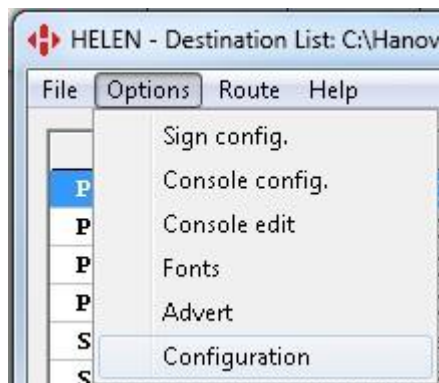 HELEN - Destination List: C:\Hanov
File Options Route Help
Sign config.
P Console config.
P Console edit
P Fonts
P Advert
S Configuration
S